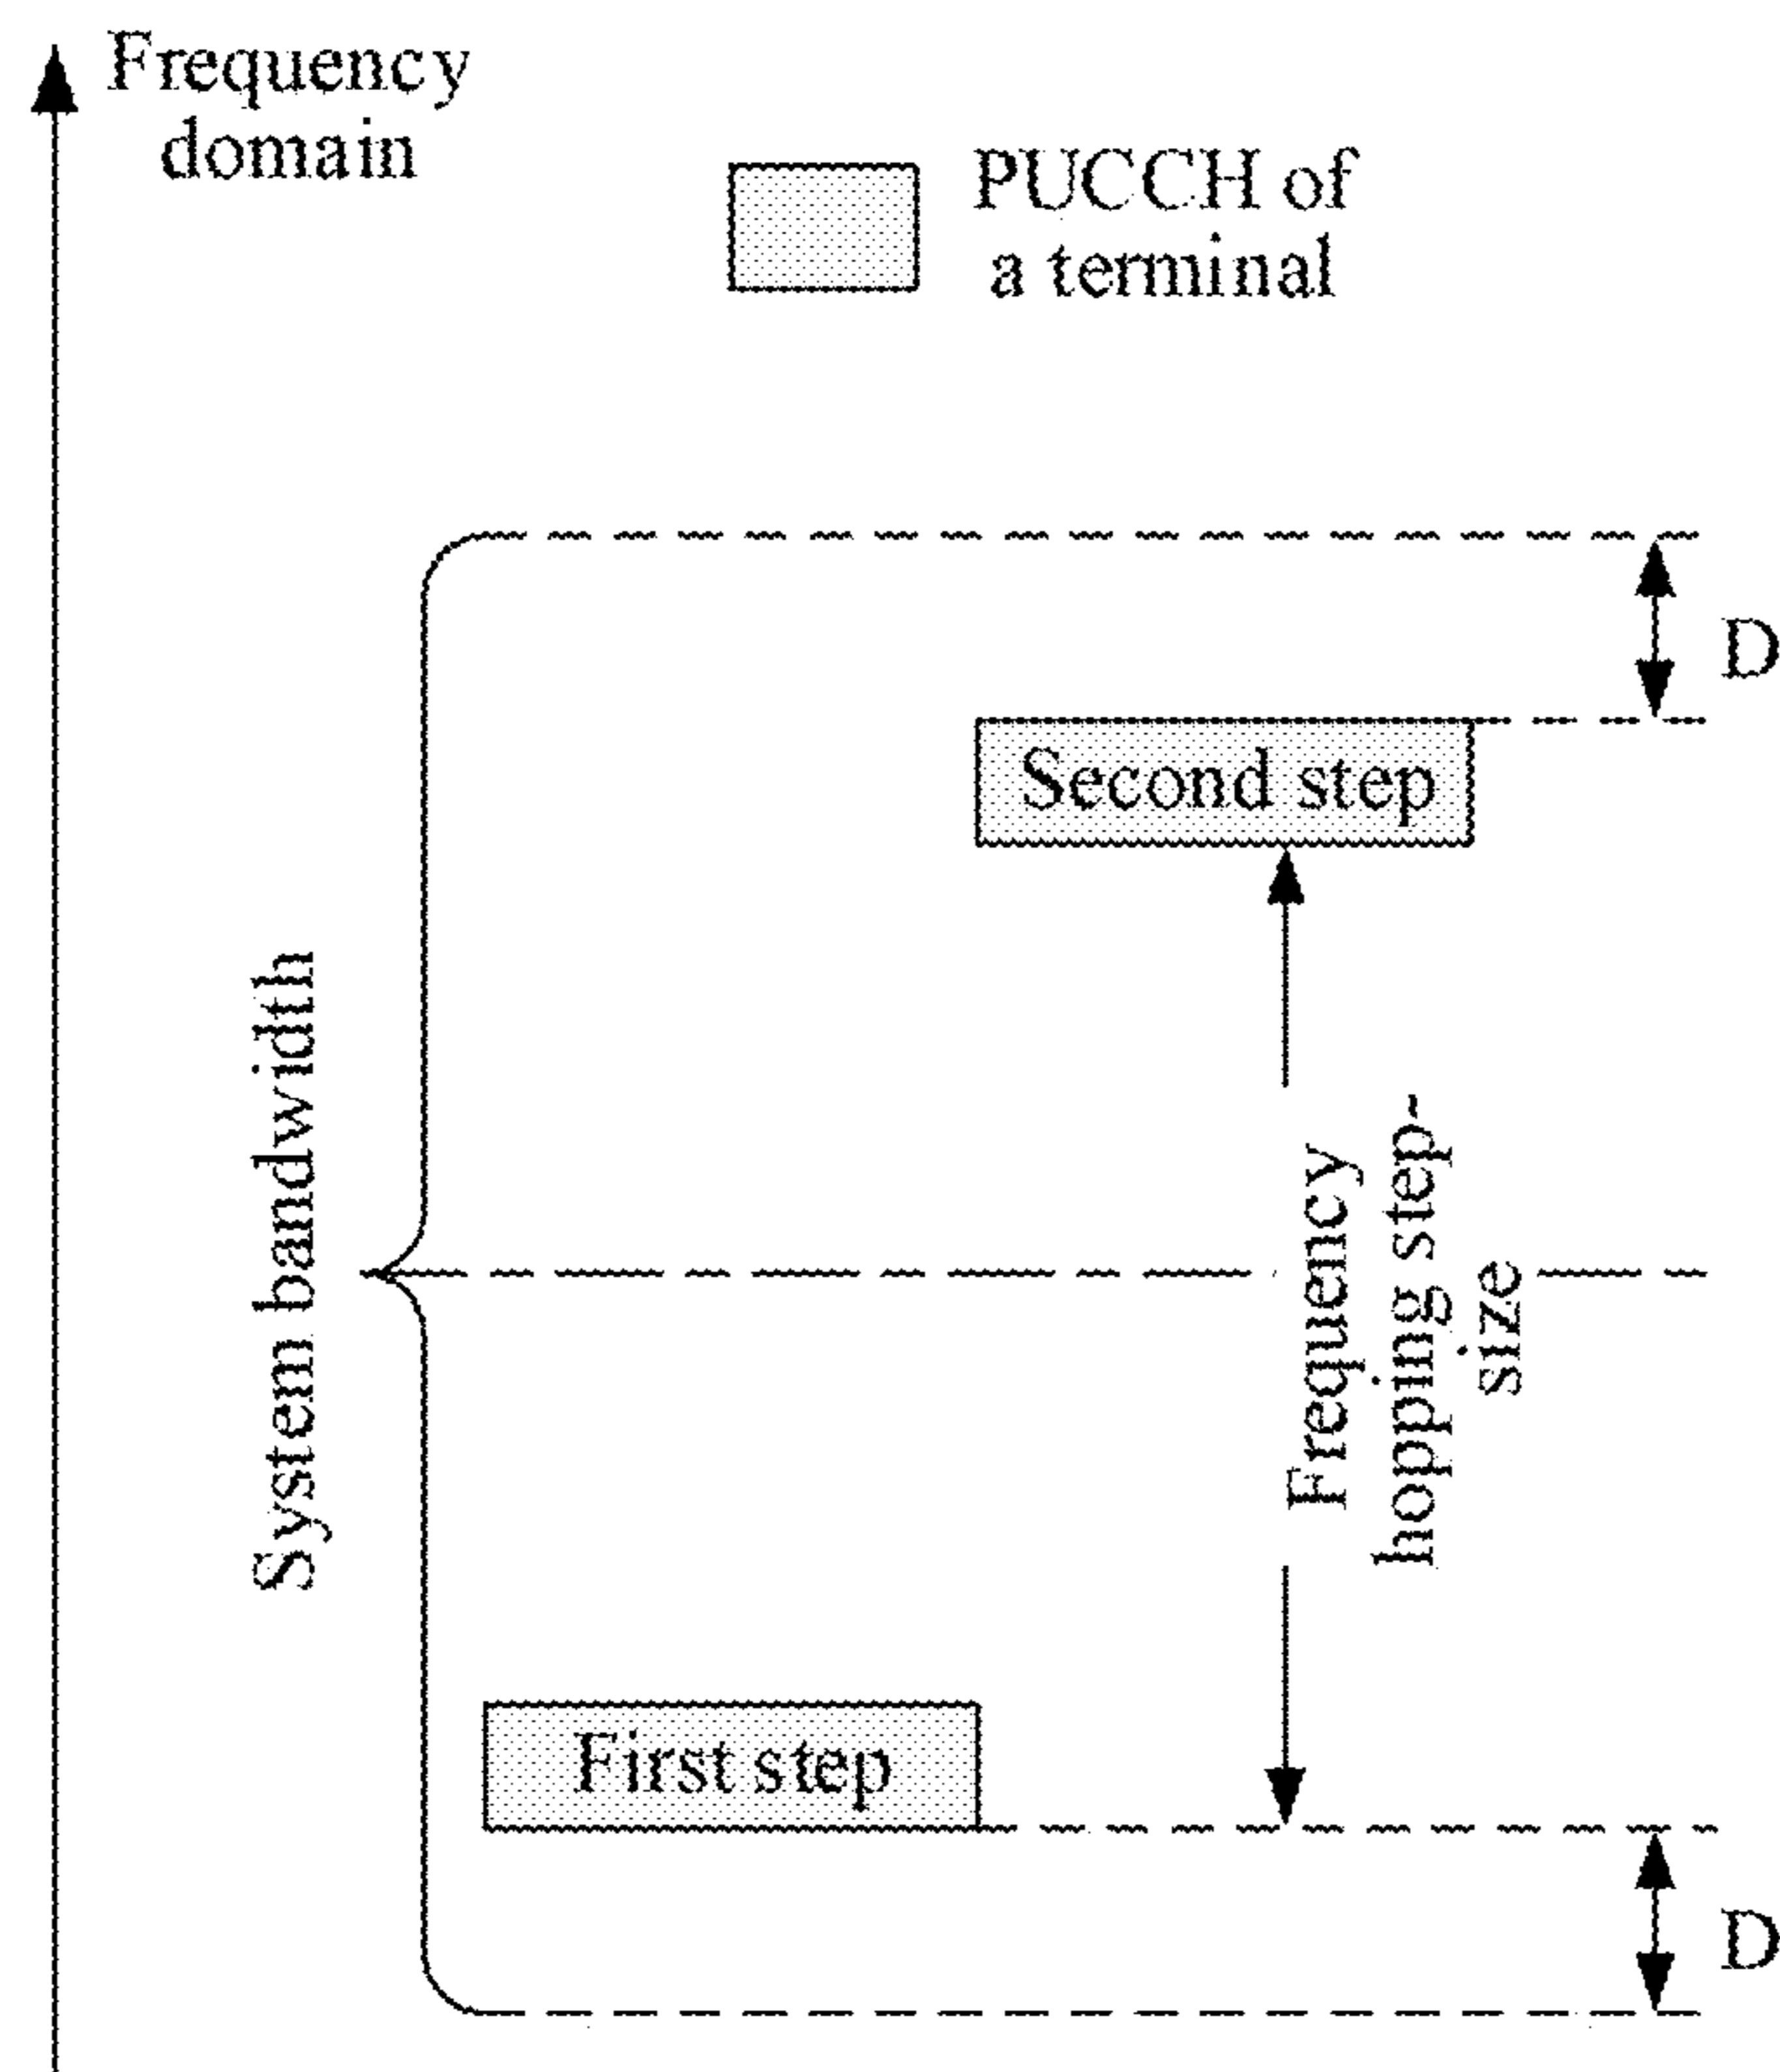 Frequency
domain
PUCCH of
a terminal
D
Second step
System bandwidth
Frequency
hopping step-
size
First step
D